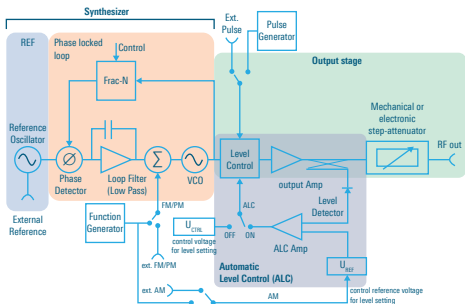 Synthesizer
REF
Phase locked
loop
Control
Frac-N
Ext.
Pulse
Pulse
Generator
Output stage
Mechanical or
electronic
step-attenuator
RF out
Reference
Oscillator
Phase
Detector
Loop Filter
(Low Pass)
Σ
VCO
Level
Control
output Amp
Level
Detector
External
Reference
Function
Generator
FM/PM
ext. FM/PM
U_CTRL
control voltage
for level setting
ALC
OFF
ON
ALC Amp
Automatic
Level Control (ALC)
U_REF
control reference voltage
for level setting
ext. AM
AM